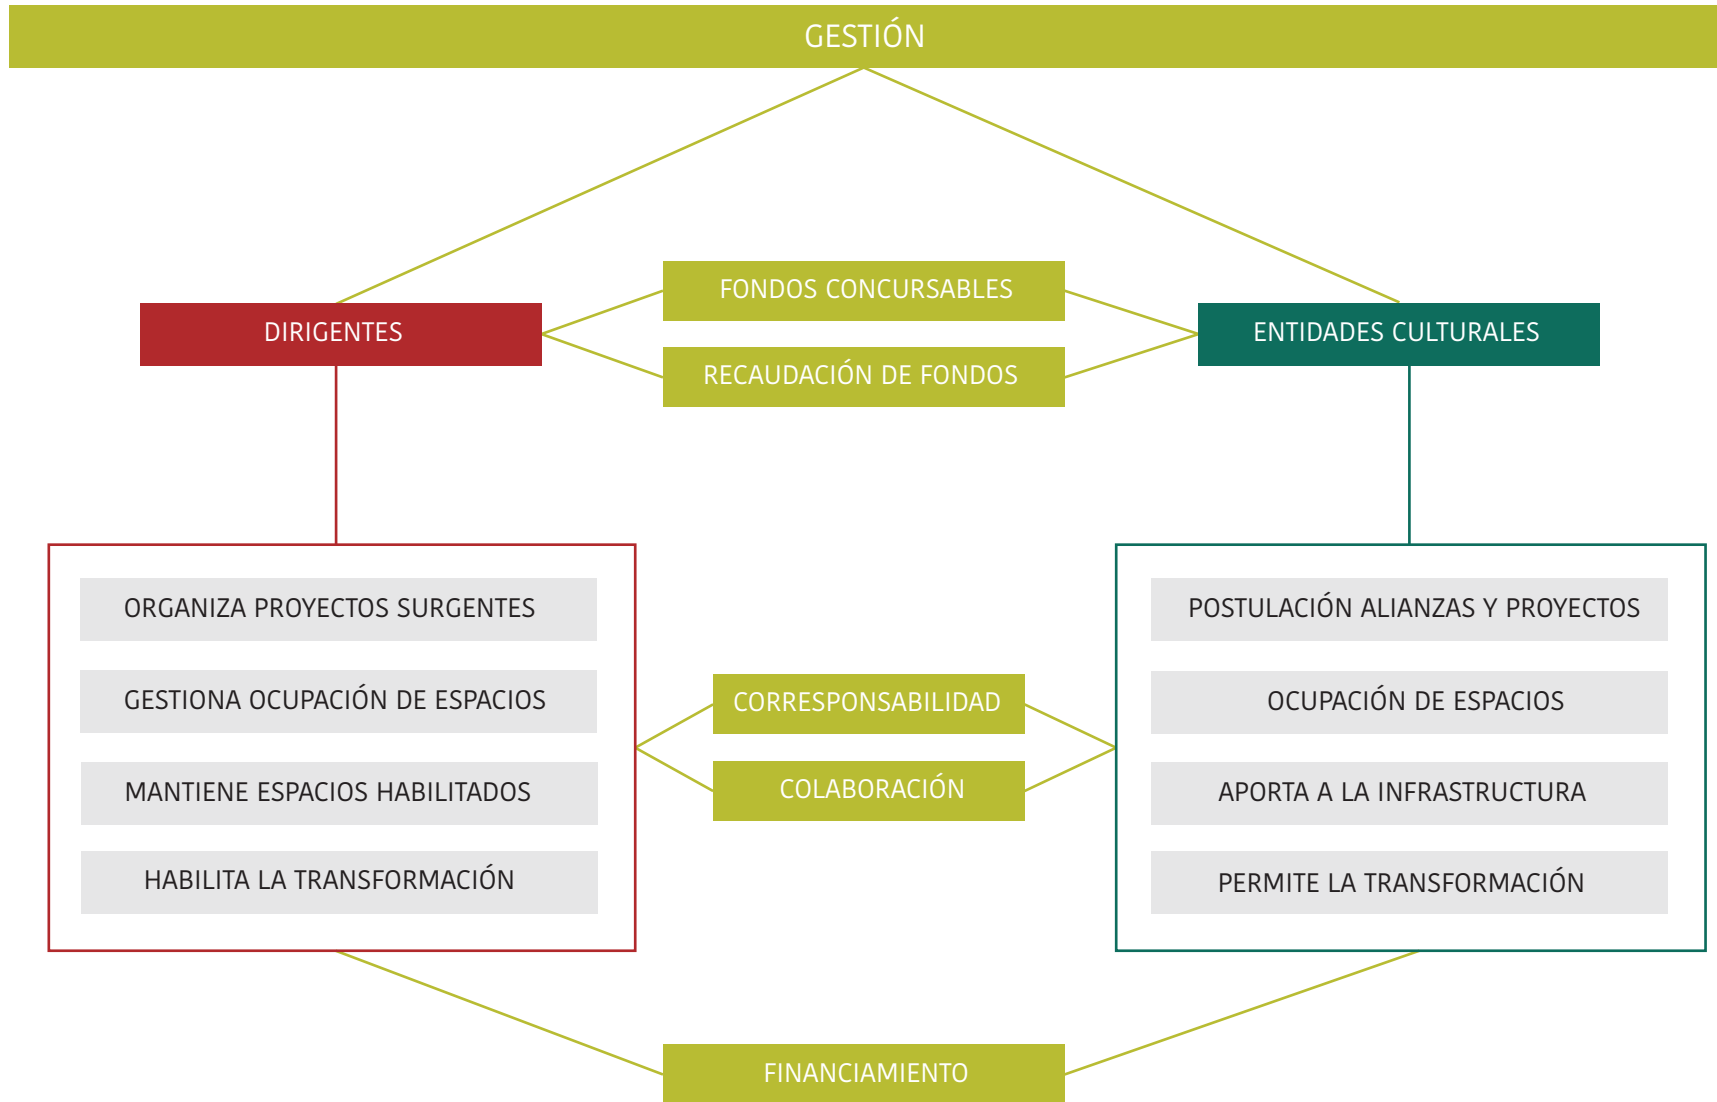 GESTIÓN
FONDOS CONCURSABLES
DIRIGENTES
ENTIDADES CULTURALES
RECAUDACIÓN DE FONDOS
ORGANIZA PROYECTOS SURGENTES
GESTIONA OCUPACIÓN DE ESPACIOS
MANTIENE ESPACIOS HABILITADOS
HABILITA LA TRANSFORMACIÓN
CORRESPONSABILIDAD
COLABORACIÓN
POSTULACIÓN ALIANZAS Y PROYECTOS
OCUPACIÓN DE ESPACIOS
APORTA A LA INFRASTRUCTURA
PERMITE LA TRANSFORMACIÓN
FINANCIAMIENTO